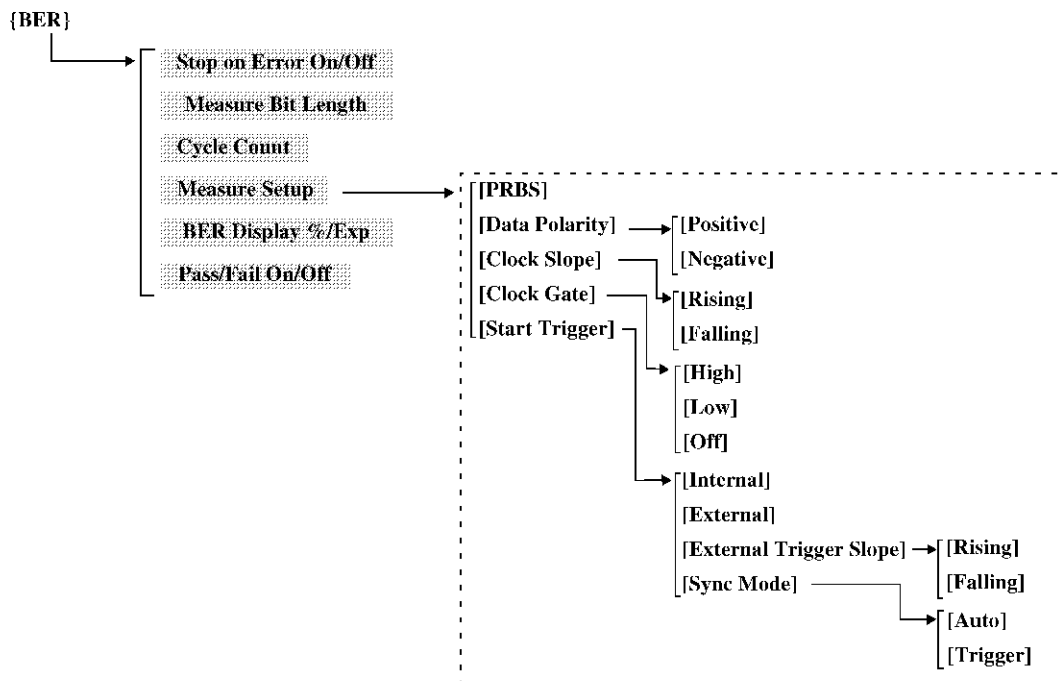 {BER}
Stop on Error On/Off
Measure Bit Length
Cycle Count
Measure Setup
BER Display %/Exp
Pass/Fail On/Off
[PRBS]
[Data Polarity]
[Clock Slope]
[Clock Gate]
[Start Trigger]
[Positive]
[Negative]
[Rising]
[Falling]
[High]
[Low]
[Off]
[Internal]
[External]
[External Trigger Slope]
[Sync Mode]
[Rising]
[Falling]
[Auto]
[Trigger]